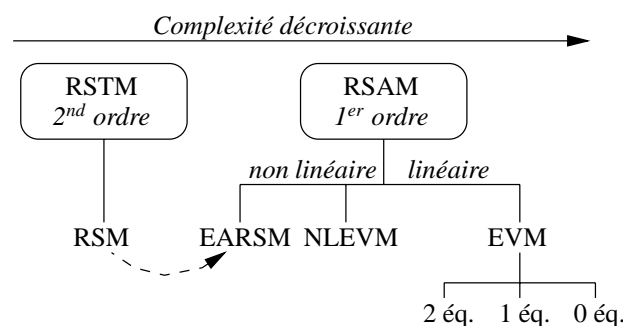 Complexité décroissante
RSTM RSAM
2nd ordre 1er ordre
non linéaire linéaire
RSM EARSM NLEVM EVM
2 éq. 1 éq. 0 éq.